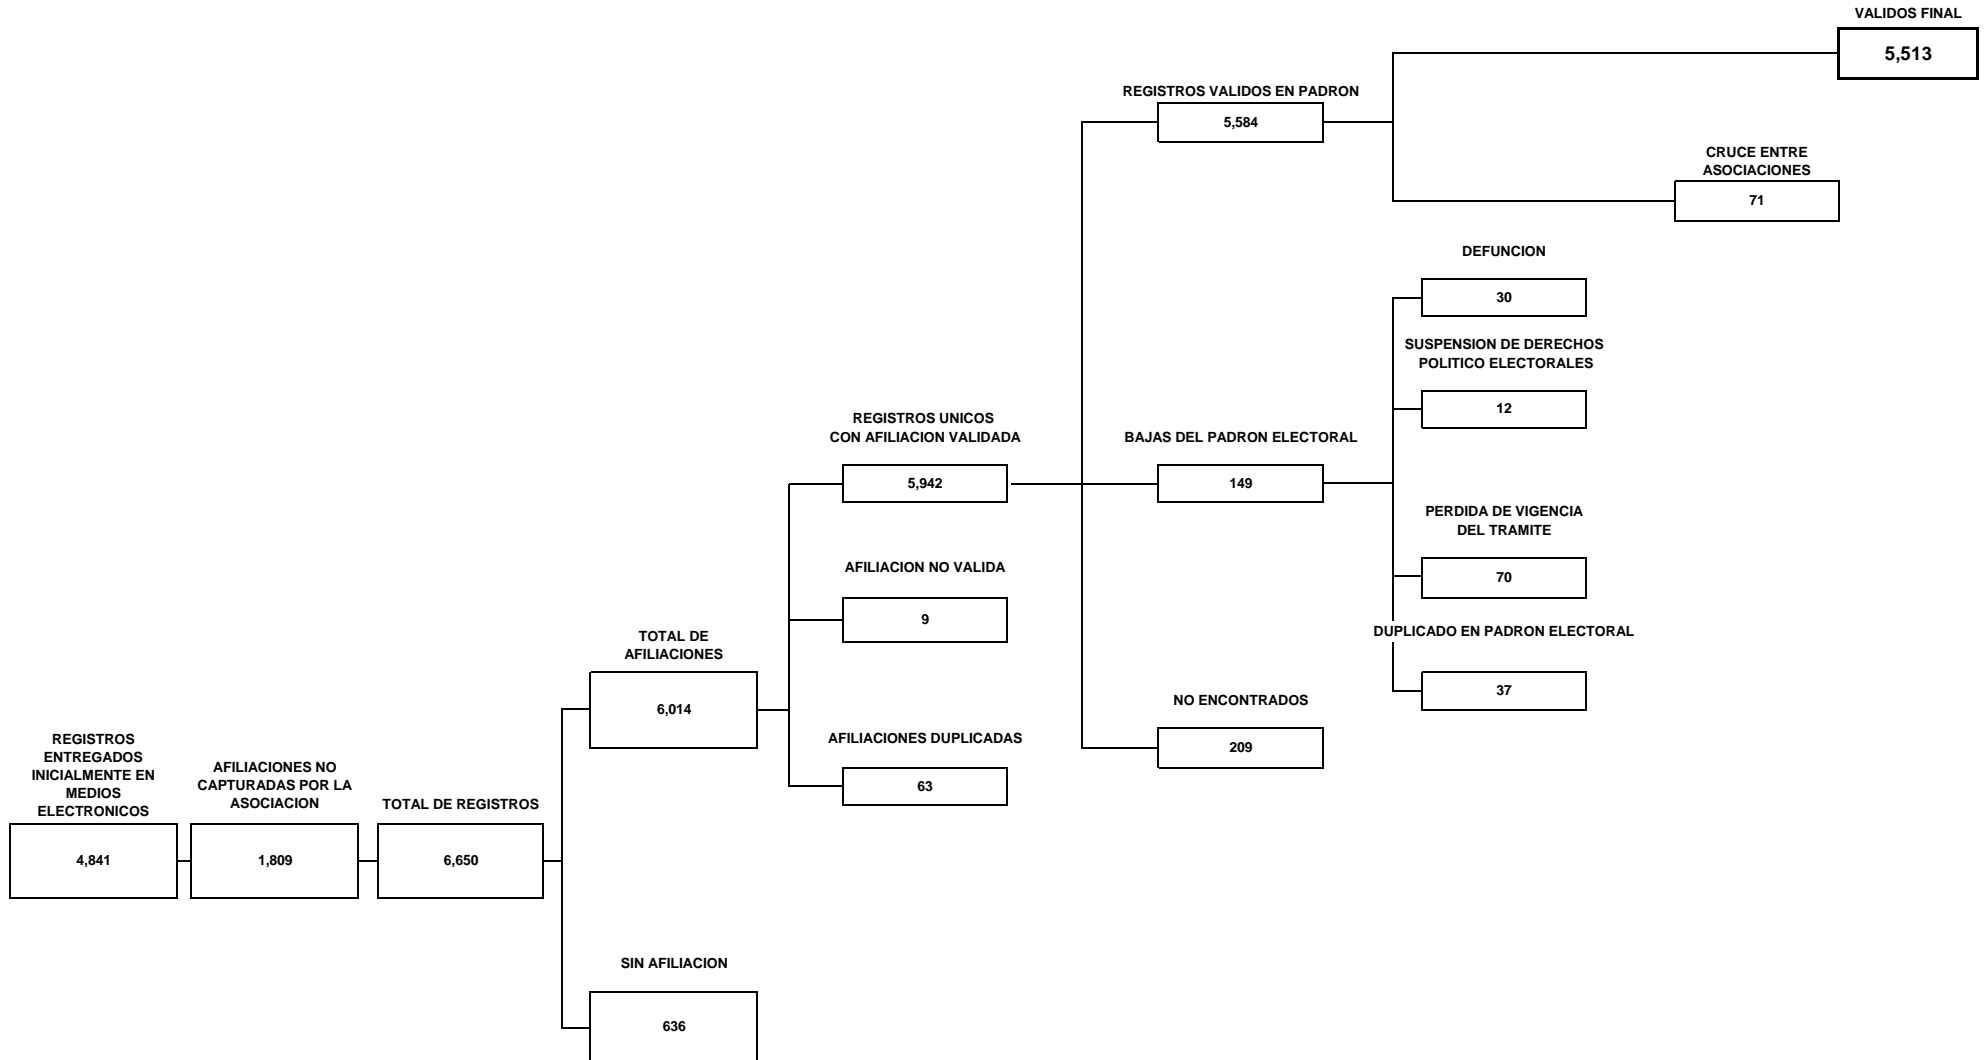 VALIDOS FINAL
5,513
REGISTROS VALIDOS EN PADRON
5,584
CRUCE ENTRE
ASOCIACIONES
71
DEFUNCION
30
SUSPENSION DE DERECHOS
POLITICO ELECTORALES
12
REGISTROS UNICOS
CON AFILIACION VALIDADA
5,942
BAJAS DEL PADRON ELECTORAL
149
PERDIDA DE VIGENCIA
DEL TRAMITE
70
AFILIACION NO VALIDA
9
DUPLICADO EN PADRON ELECTORAL
37
TOTAL DE
AFILIACIONES
6,014
NO ENCONTRADOS
209
AFILIACIONES DUPLICADAS
63
REGISTROS
ENTREGADOS
INICIALMENTE EN
MEDIOS
ELECTRONICOS
4,841
AFILIACIONES NO
CAPTURADAS POR LA
ASOCIACION
1,809
TOTAL DE REGISTROS
6,650
SIN AFILIACION
636